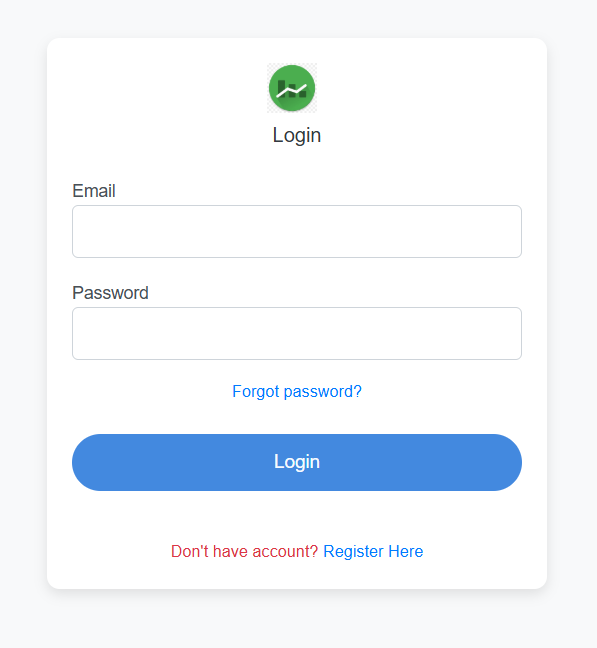 Login
Email
Password
Forgot password?
Login
Don't have account? Register Here